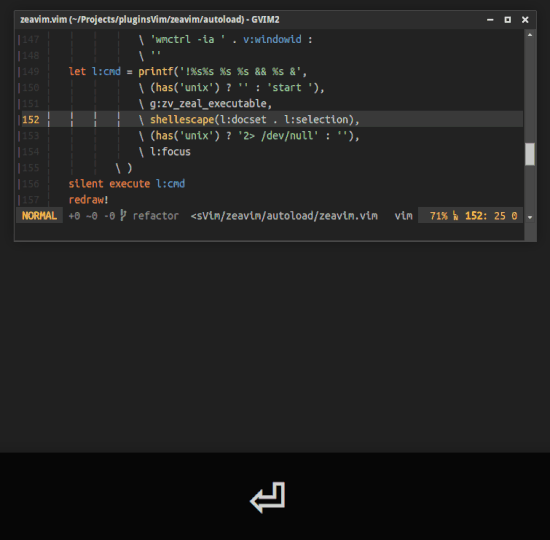 zeavim.vim (~/Projects/pluginsVim/zeavim/autoload) - GVIM2
147 \ 'wmctrl -ia ' . v:windowid :
148 \ ''
149 let l:cmd = printf('!%s%s %s %s && %s &',
150 \ (has('unix') ? '' : 'start '),
151 \ g:zv_zeal_executable,
152 \ shellescape(l:docset . l:selection),
153 \ (has('unix') ? '2> /dev/null' : ''),
154 \ l:focus
155 \ )
156 silent execute l:cmd
157 redraw!
NORMAL +0 ~0 -0 refactor <sVim/zeavim/autoload/zeavim.vim vim 71% 152: 25 0